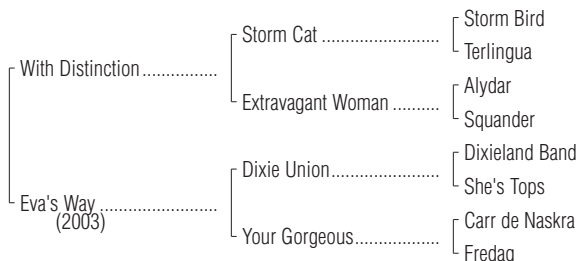 Storm Bird
Storm Cat ........................
Terlingua
With Distinction ...............
Alydar
Extravagant Woman ..........
Squander
Dixieland Band
Dixie Union ......................
She's Tops
Eva's Way ........................
(2003)
Carr de Naskra
Your Gorgeous .................
Fredaq